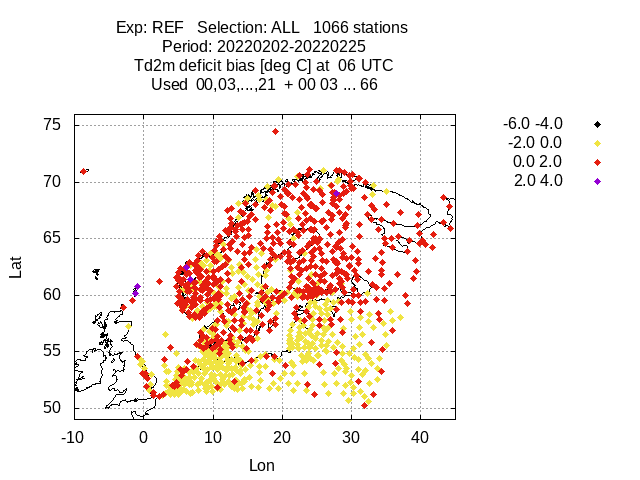 Exp: REF   Selection: ALL   1066 stations
Period: 20220202-20220225
Td2m deficit bias [deg C] at  06 UTC
Used  00,03,...,21  + 00 03 ... 66
-6.0 -4.0
-2.0 0.0
0.0 2.0
2.0 4.0
75
70
65
60
55
50
Lat
-10 0 10 20 30 40
Lon